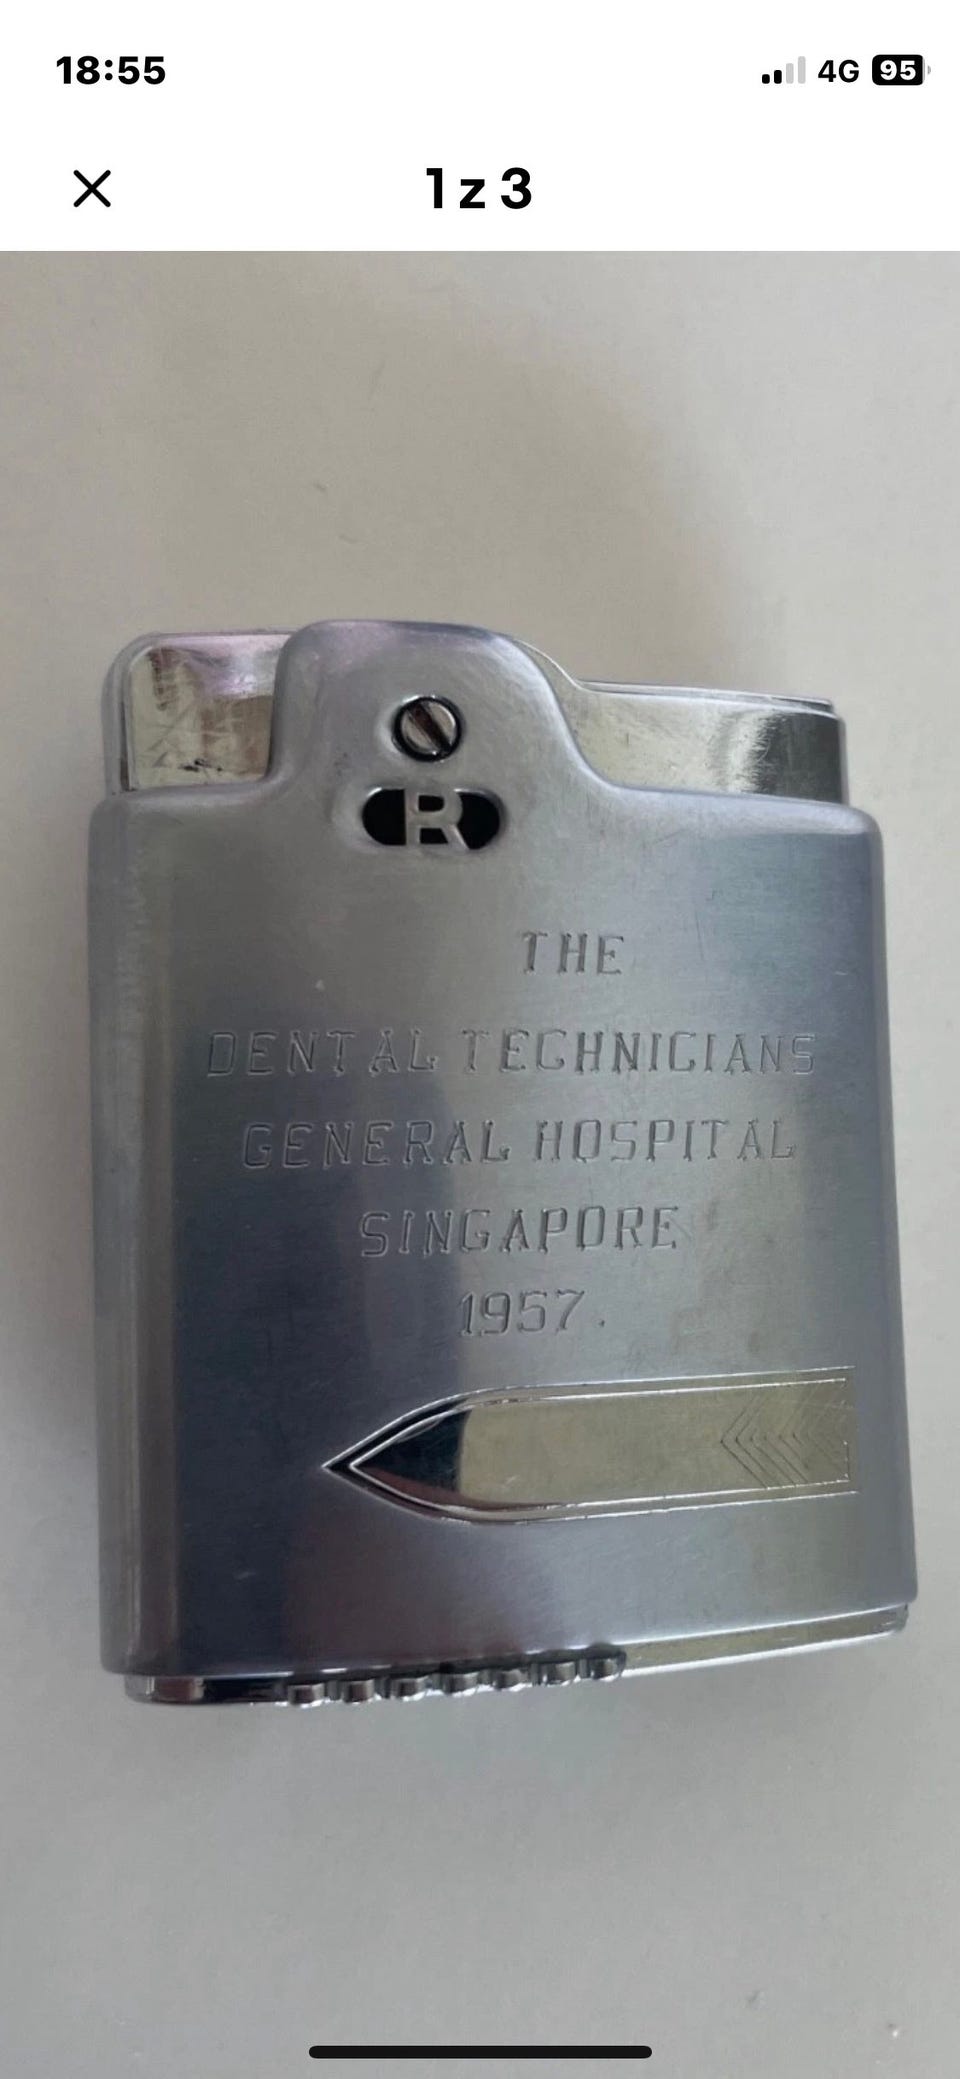 18:55 4G 95
1 z 3
R
THE
DENTAL TECHNICIANS
GENERAL HOSPITAL
SINGAPORE
1957.